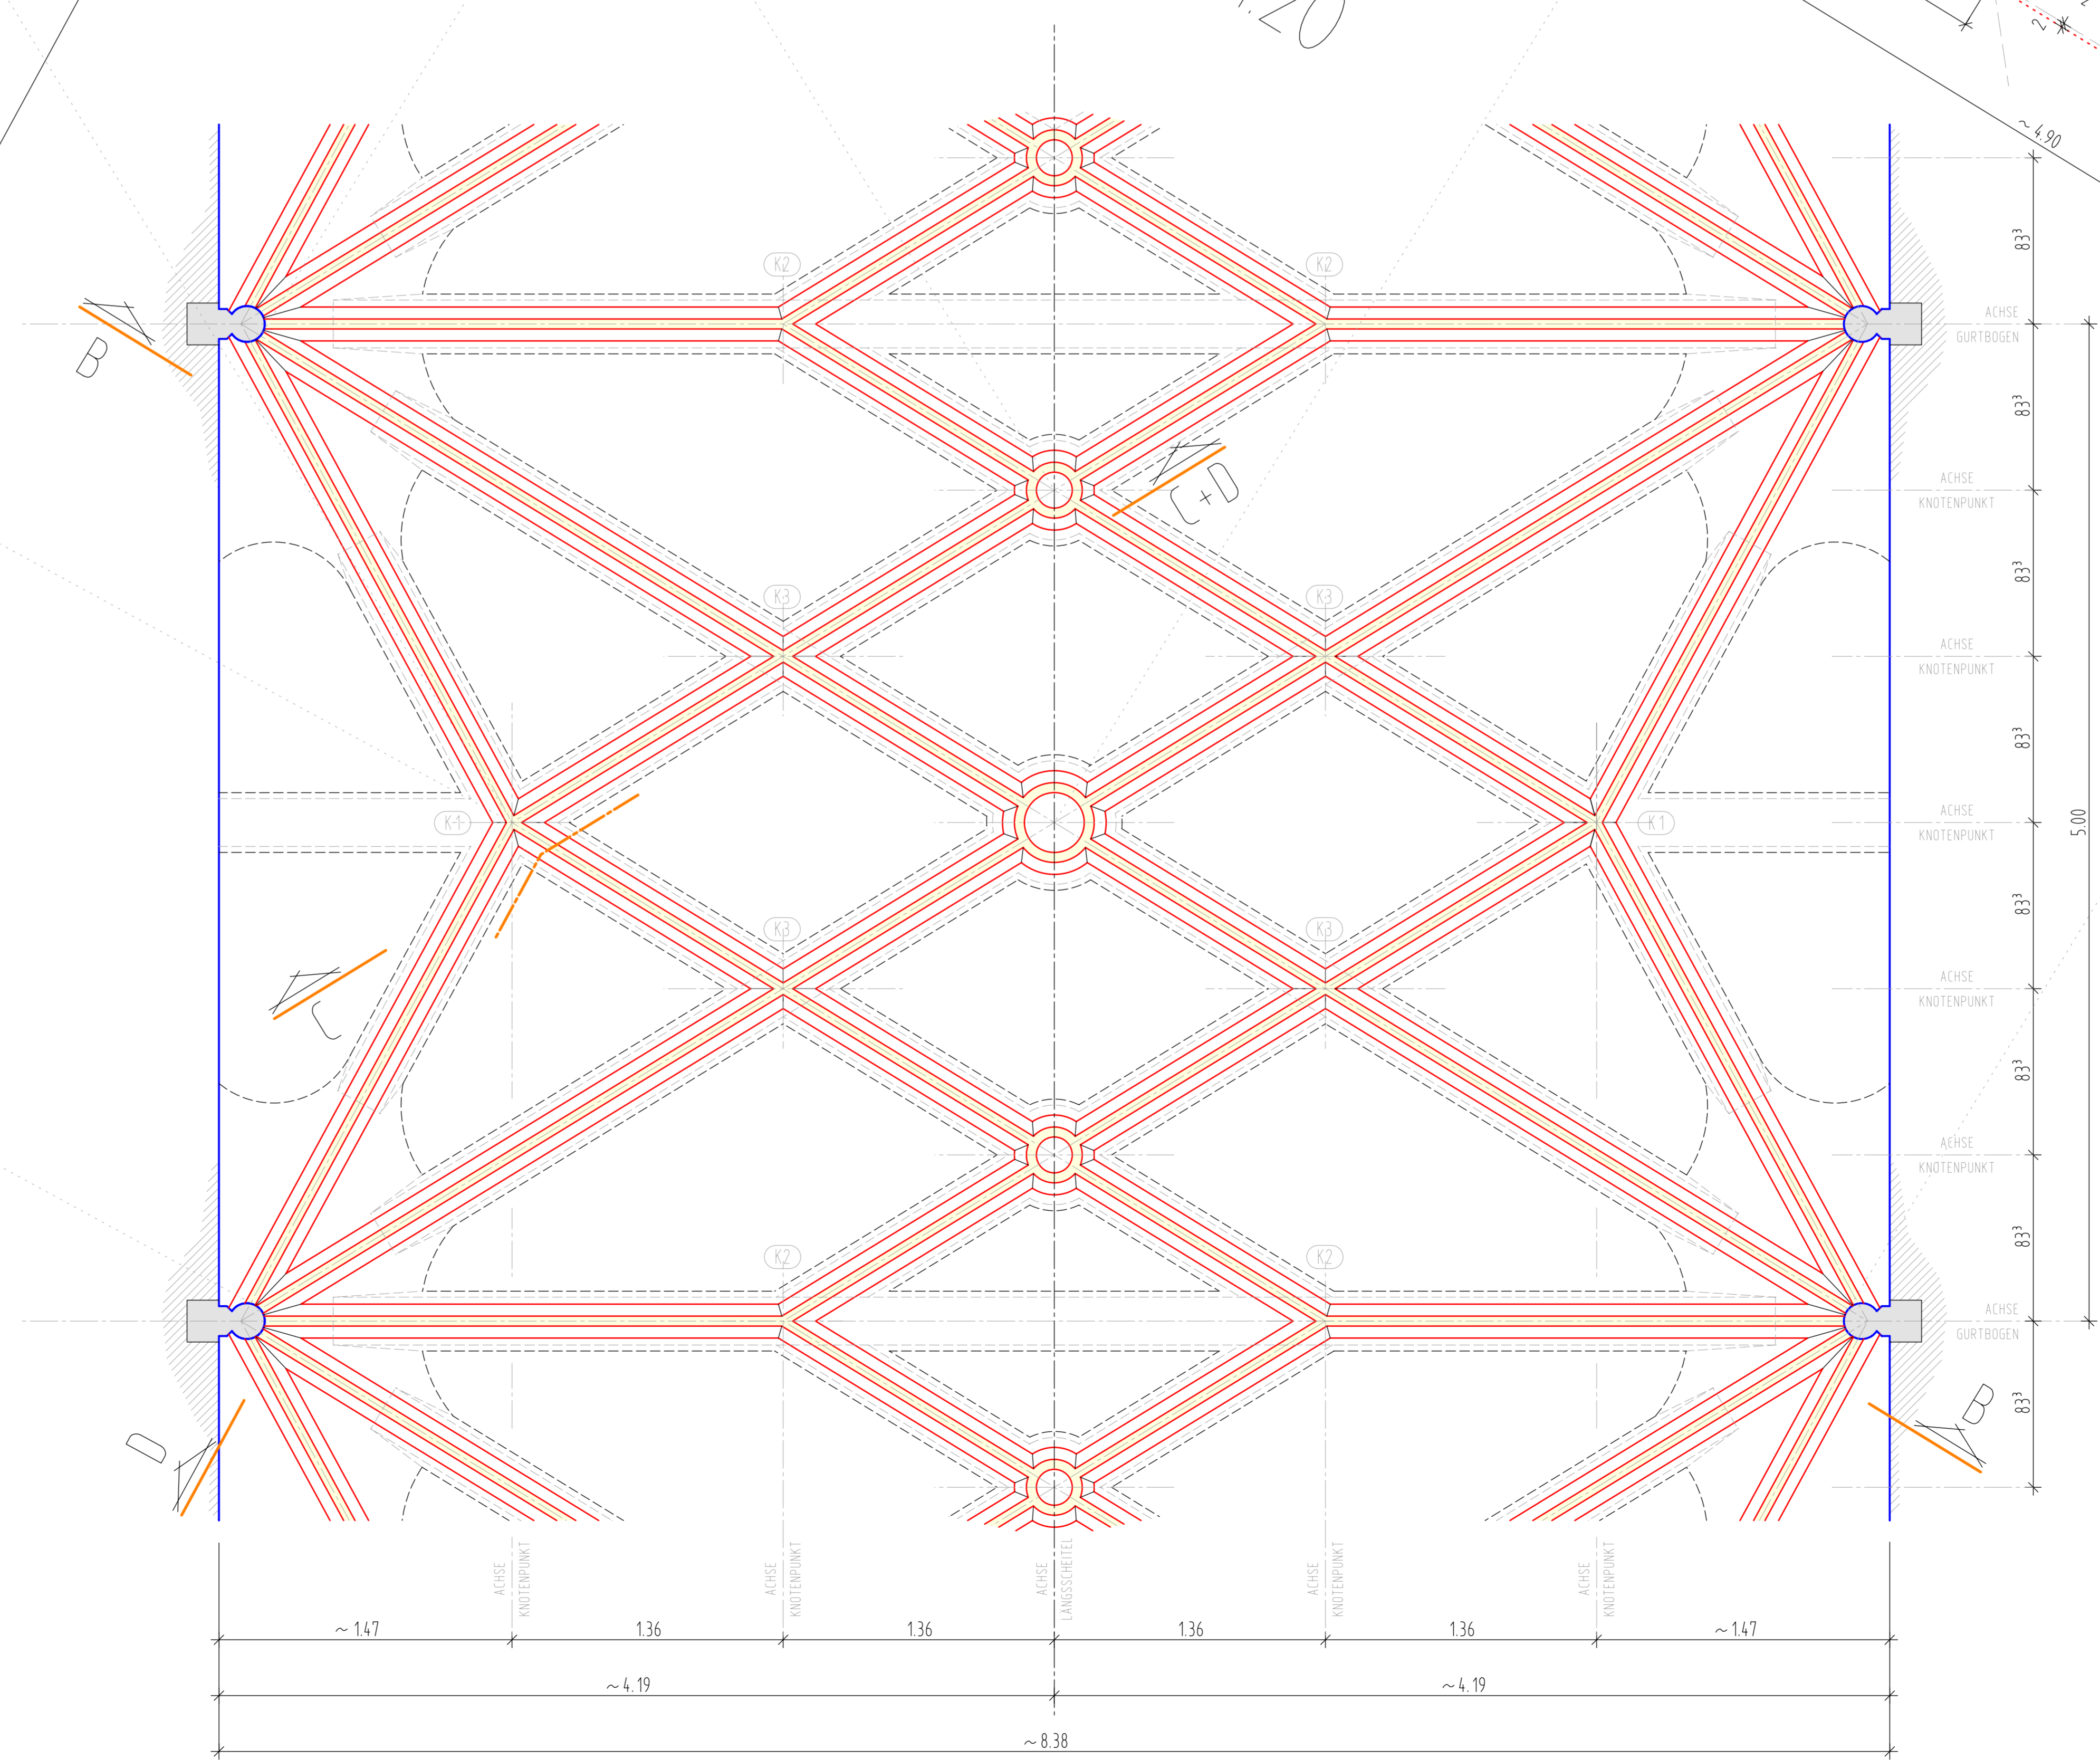 20
2
~ 4.90
83³
K2
K2
ACHSE
GURTBOGEN
B
83³
C+D
ACHSE
KNOTENPUNKT
83³
K3
K3
ACHSE
KNOTENPUNKT
83³
K1
K1
ACHSE
KNOTENPUNKT
5.00
83³
K3
K3
ACHSE
KNOTENPUNKT
C
83³
ACHSE
KNOTENPUNKT
83³
K2
K2
ACHSE
GURTBOGEN
83³
D
B
ACHSE
KNOTENPUNKT
ACHSE
KNOTENPUNKT
ACHSE
LÄNGSSCHEITEL
ACHSE
KNOTENPUNKT
ACHSE
KNOTENPUNKT
~ 1.47
1.36
1.36
1.36
1.36
~ 1.47
~ 4.19
~ 4.19
~ 8.38